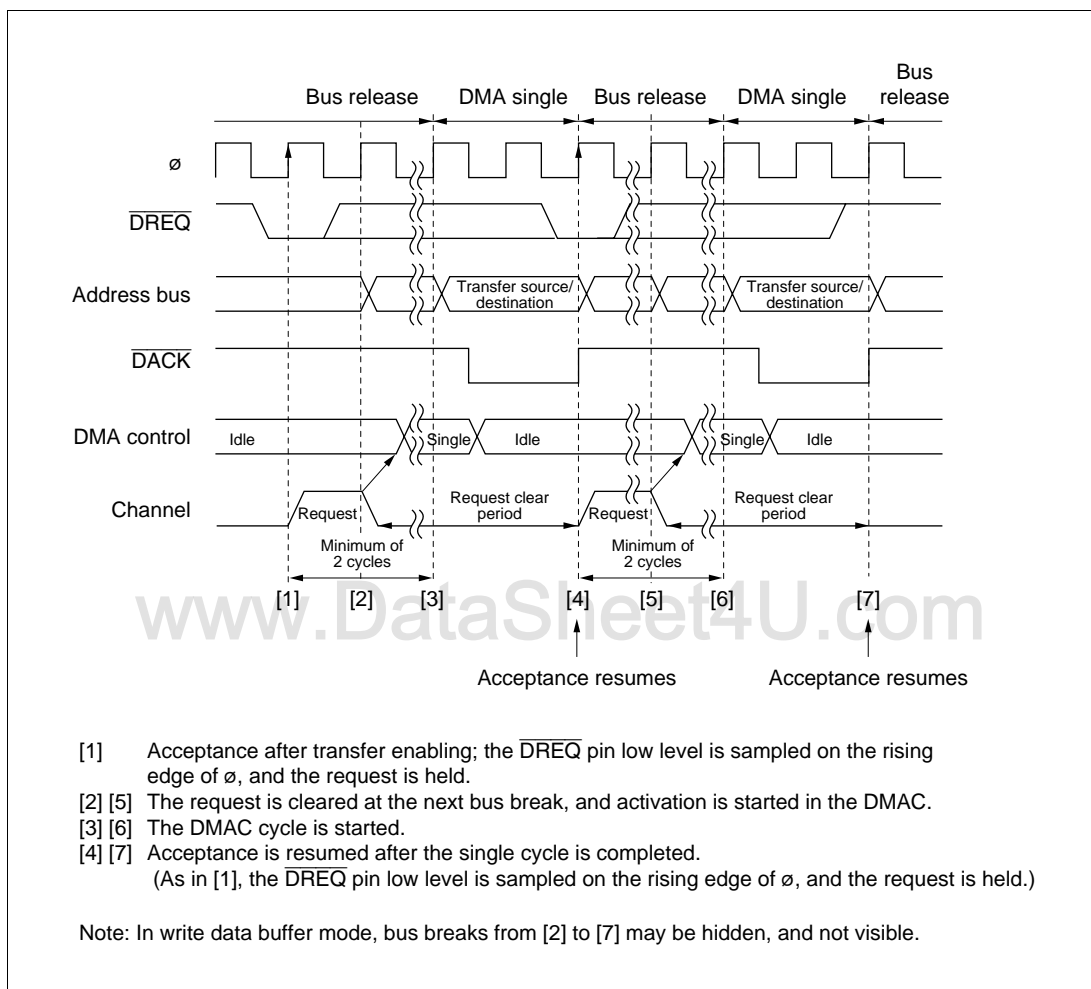 Bus release DMA single Bus release DMA single Bus release
ø
DREQ
Address bus Transfer source/ destination Transfer source/ destination
DACK
DMA control Idle Single Idle Single Idle
Channel Request Request clear period Request Request clear period
Minimum of 2 cycles Minimum of 2 cycles
[1] [2] [3] [4] [5] [6] [7]
www.DataSheet4U.com
Acceptance resumes Acceptance resumes
[1] Acceptance after transfer enabling; the DREQ pin low level is sampled on the rising
edge of ø, and the request is held.
[2] [5] The request is cleared at the next bus break, and activation is started in the DMAC.
[3] [6] The DMAC cycle is started.
[4] [7] Acceptance is resumed after the single cycle is completed.
(As in [1], the DREQ pin low level is sampled on the rising edge of ø, and the request is held.)
Note: In write data buffer mode, bus breaks from [2] to [7] may be hidden, and not visible.